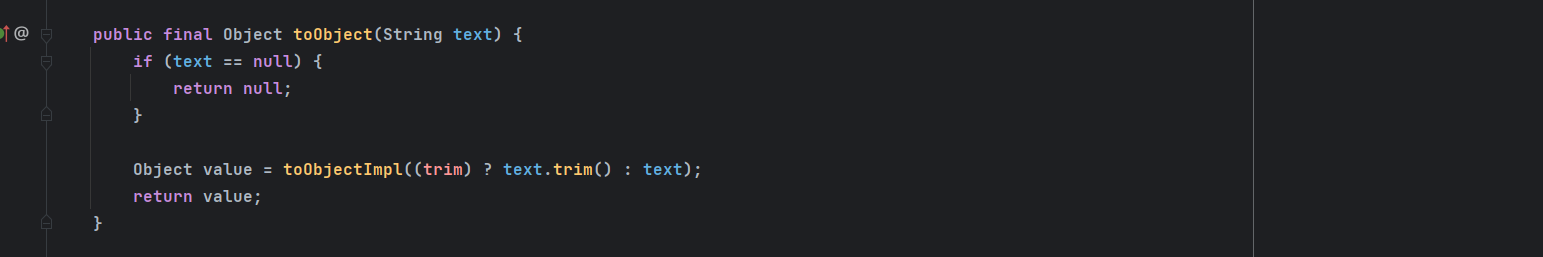 @ public final Object toObject(String text) {
if (text == null) {
return null;
}
Object value = toObjectImpl((trim) ? text.trim() : text);
return value;
}